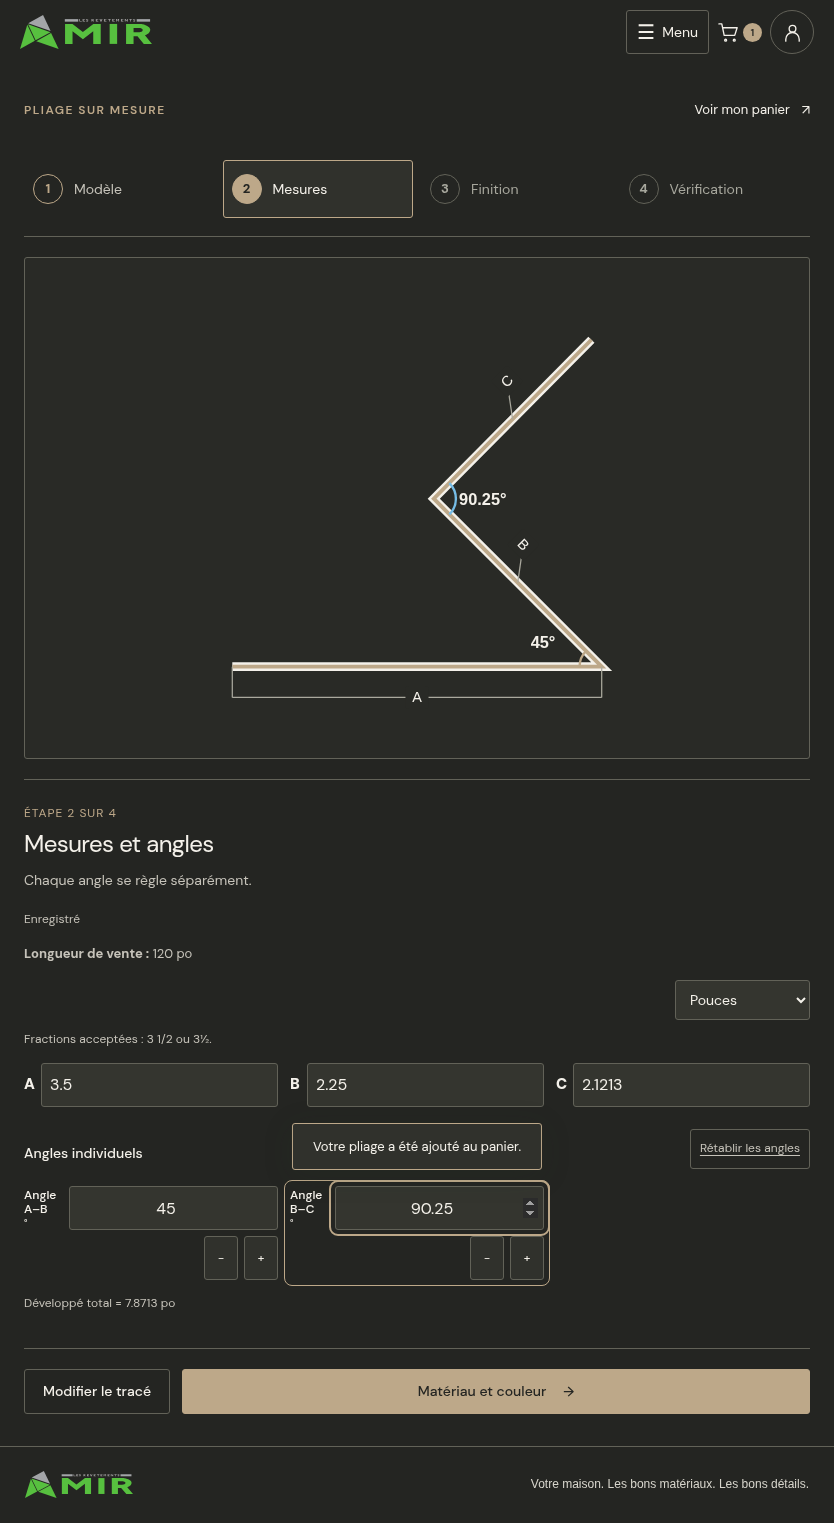 LES REVÊTEMENTS
MIR
Menu
1
PLIAGE SUR MESURE
Voir mon panier
1 Modèle
2 Mesures
3 Finition
4 Vérification
C
90.25°
B
45°
A
ÉTAPE 2 SUR 4
Mesures et angles
Chaque angle se règle séparément.
Enregistré
Longueur de vente : 120 po
Pouces
Fractions acceptées : 3 1/2 ou 3½.
A 3.5 B 2.25 C 2.1213
Votre pliage a été ajouté au panier.
Angles individuels
Rétablir les angles
Angle A–B ° 45
Angle B–C ° 90.25
− + − +
Développé total = 7.8713 po
Modifier le tracé
Matériau et couleur →
LES REVÊTEMENTS
MIR
Votre maison. Les bons matériaux. Les bons détails.